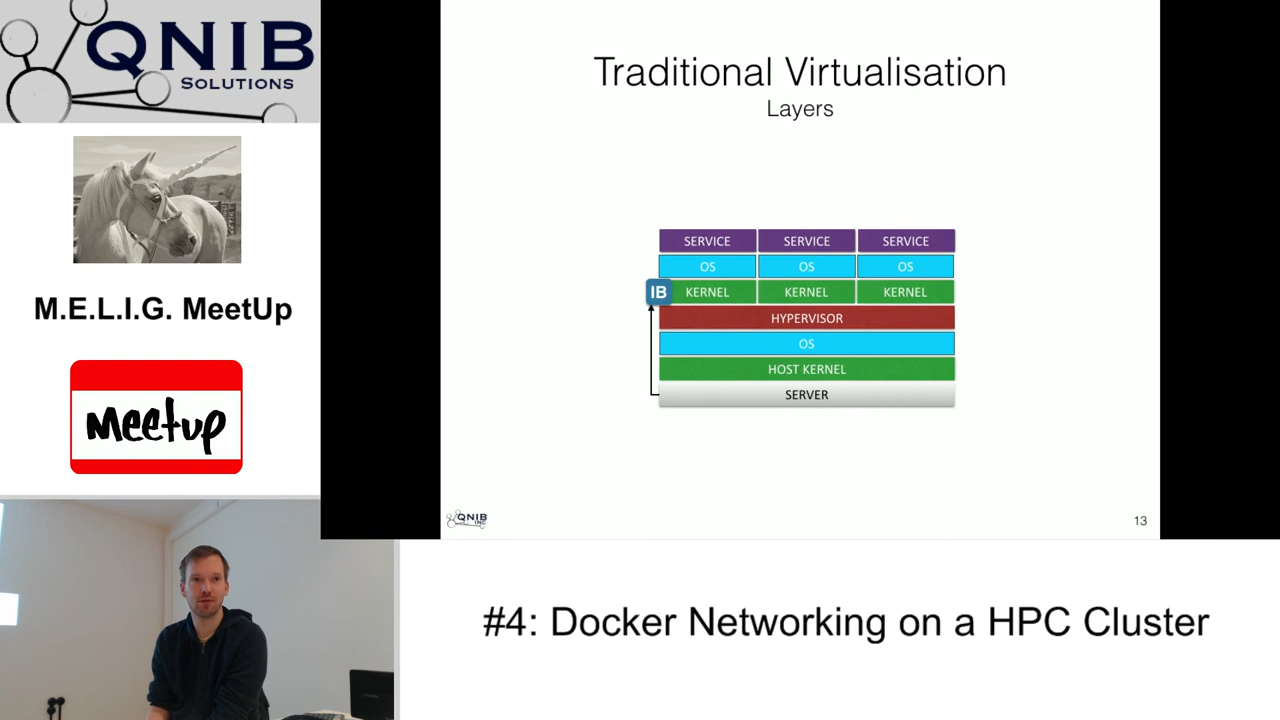 QNIB
SOLUTIONS
M.E.L.I.G. MeetUp
Meetup
Traditional Virtualisation
Layers
SERVICE SERVICE SERVICE
OS OS OS
IB KERNEL KERNEL KERNEL
HYPERVISOR
OS
HOST KERNEL
SERVER
QNIB
INC
13
#4: Docker Networking on a HPC Cluster